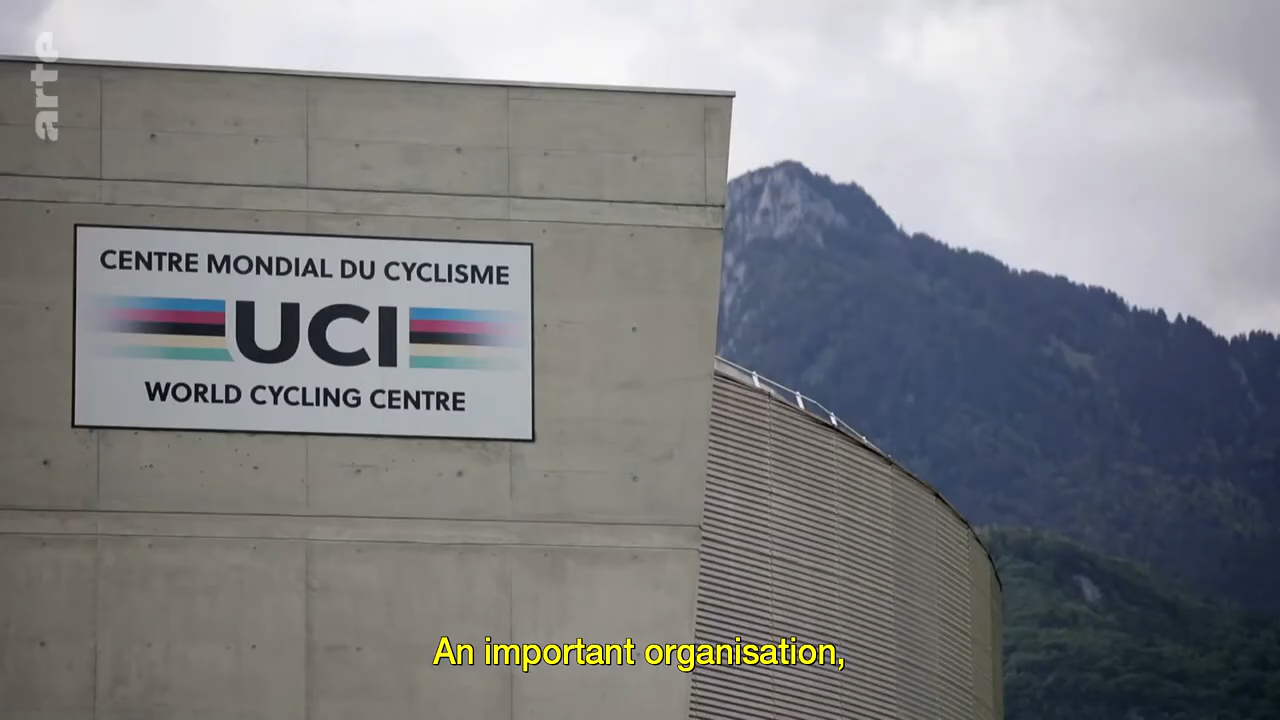 arte
CENTRE MONDIAL DU CYCLISME
UCI
WORLD CYCLING CENTRE
An important organisation,